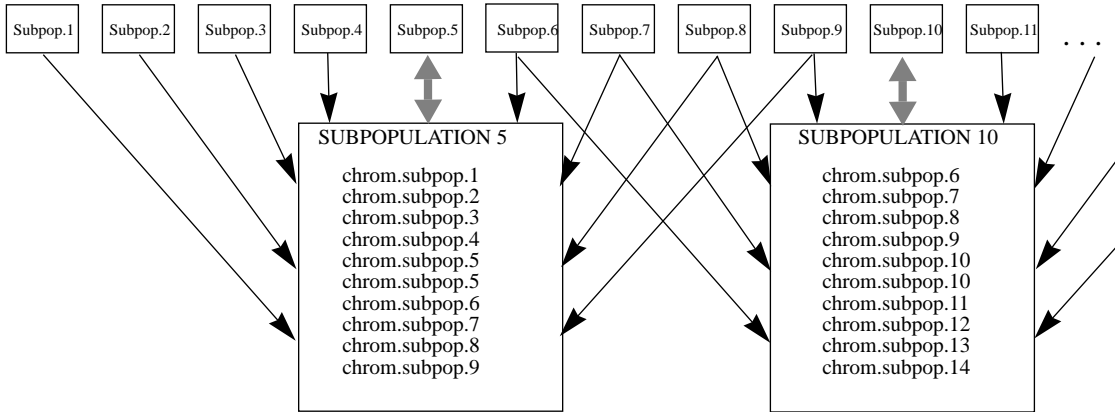 Subpop.1 Subpop.2 Subpop.3 Subpop.4 Subpop.5 Subpop.6 Subpop.7 Subpop.8 Subpop.9 Subpop.10 Subpop.11 . . .
SUBPOPULATION 5
chrom.subpop.1
chrom.subpop.2
chrom.subpop.3
chrom.subpop.4
chrom.subpop.5
chrom.subpop.5
chrom.subpop.6
chrom.subpop.7
chrom.subpop.8
chrom.subpop.9
SUBPOPULATION 10
chrom.subpop.6
chrom.subpop.7
chrom.subpop.8
chrom.subpop.9
chrom.subpop.10
chrom.subpop.10
chrom.subpop.11
chrom.subpop.12
chrom.subpop.13
chrom.subpop.14